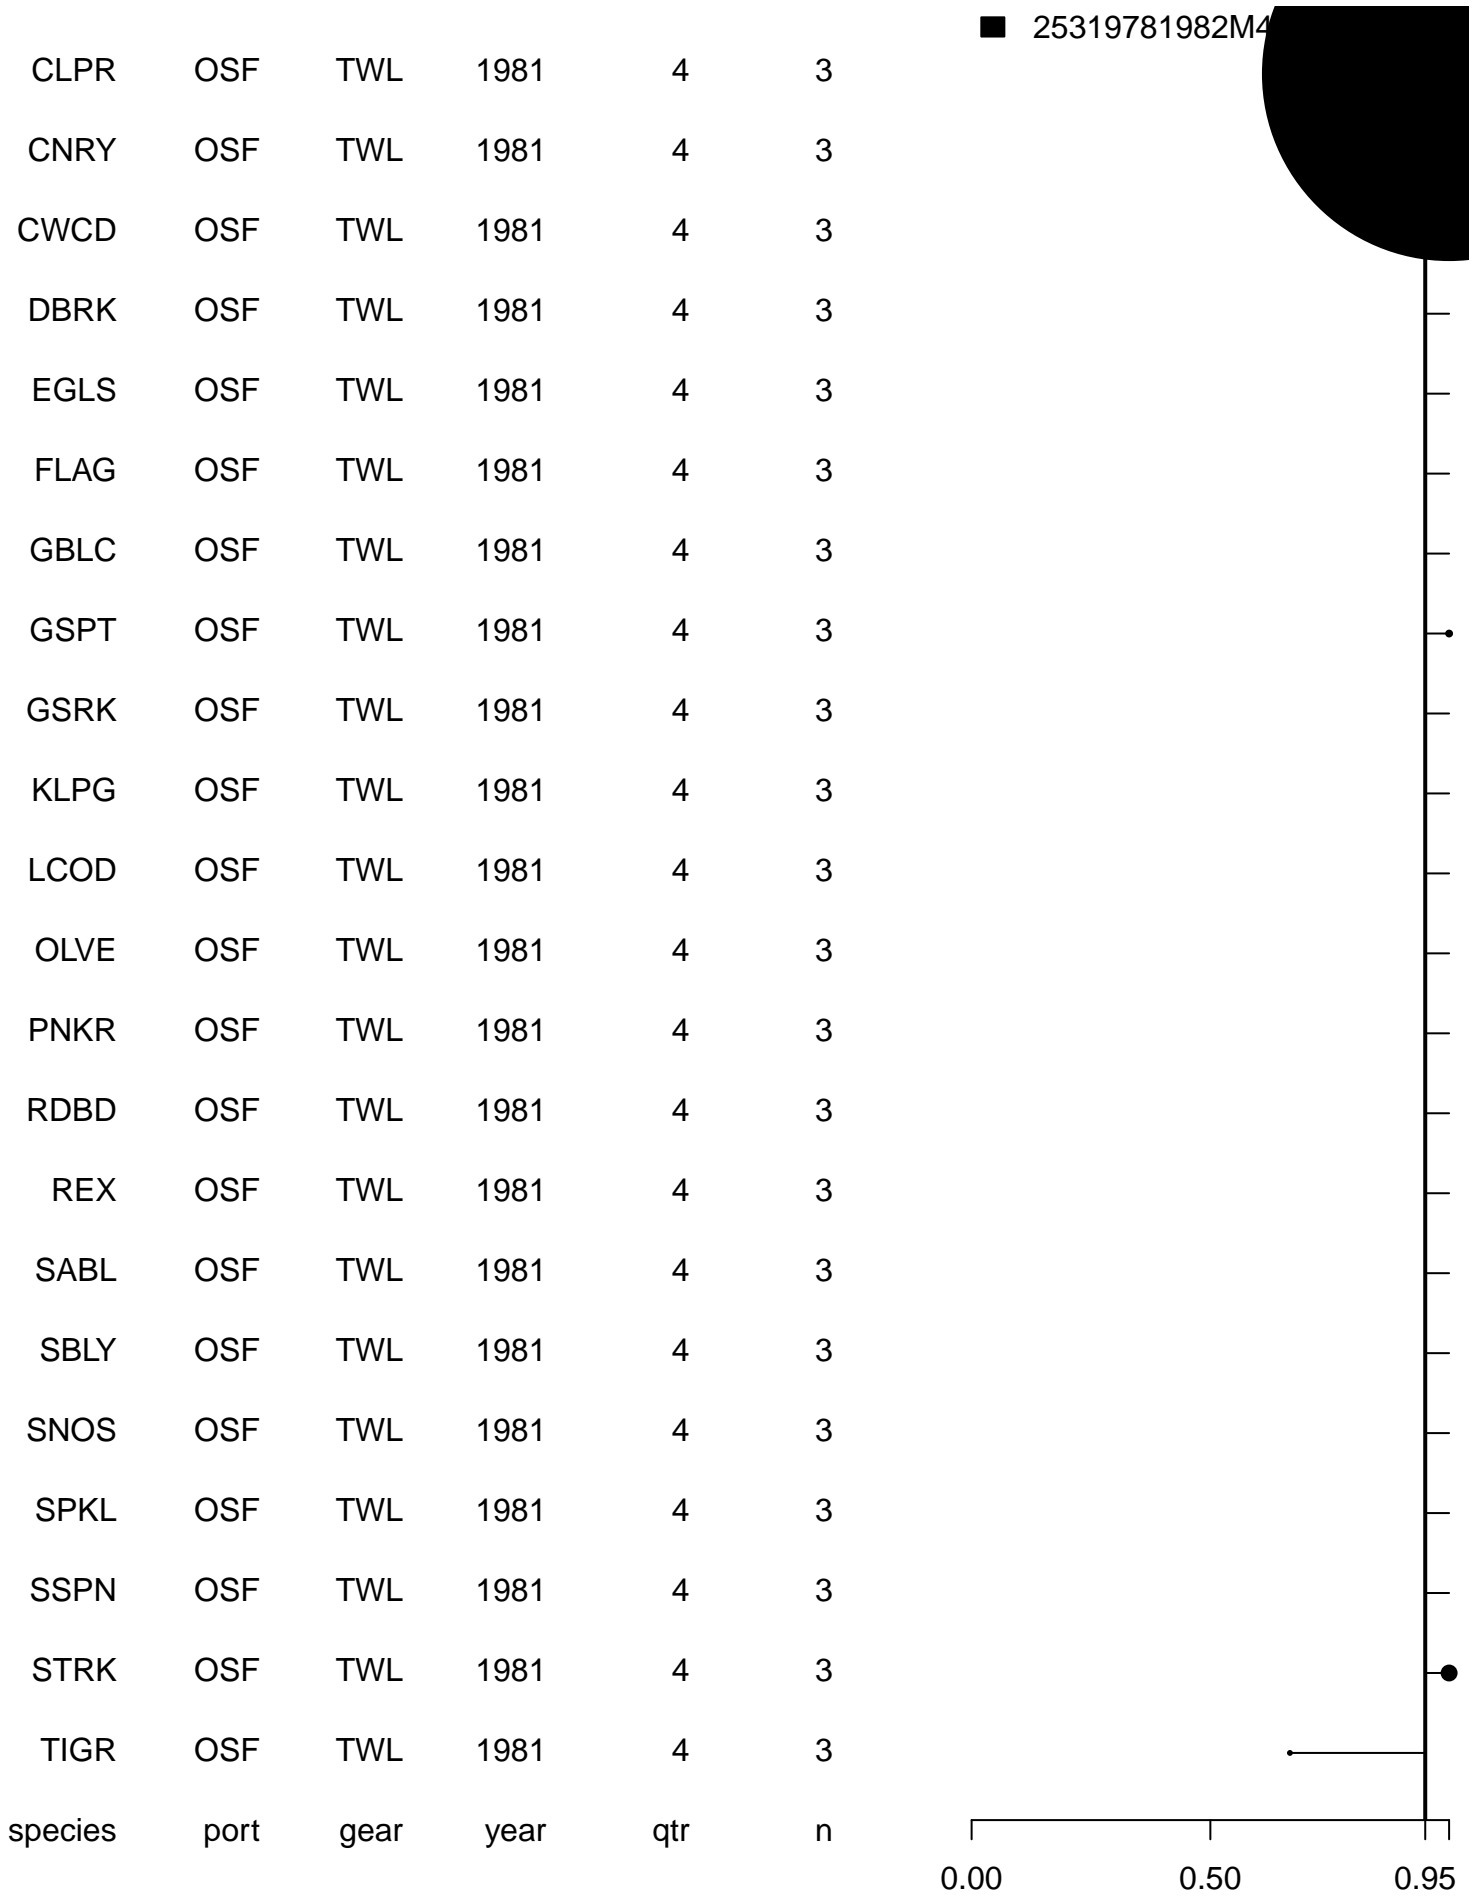 25319781982M4
CLPR OSF TWL 1981 4 3
CNRY OSF TWL 1981 4 3
CWCD OSF TWL 1981 4 3
DBRK OSF TWL 1981 4 3
EGLS OSF TWL 1981 4 3
FLAG OSF TWL 1981 4 3
GBLC OSF TWL 1981 4 3
GSPT OSF TWL 1981 4 3
GSRK OSF TWL 1981 4 3
KLPG OSF TWL 1981 4 3
LCOD OSF TWL 1981 4 3
OLVE OSF TWL 1981 4 3
PNKR OSF TWL 1981 4 3
RDBD OSF TWL 1981 4 3
REX OSF TWL 1981 4 3
SABL OSF TWL 1981 4 3
SBLY OSF TWL 1981 4 3
SNOS OSF TWL 1981 4 3
SPKL OSF TWL 1981 4 3
SSPN OSF TWL 1981 4 3
STRK OSF TWL 1981 4 3
TIGR OSF TWL 1981 4 3
species port gear year qtr n
0.00 0.50 0.95